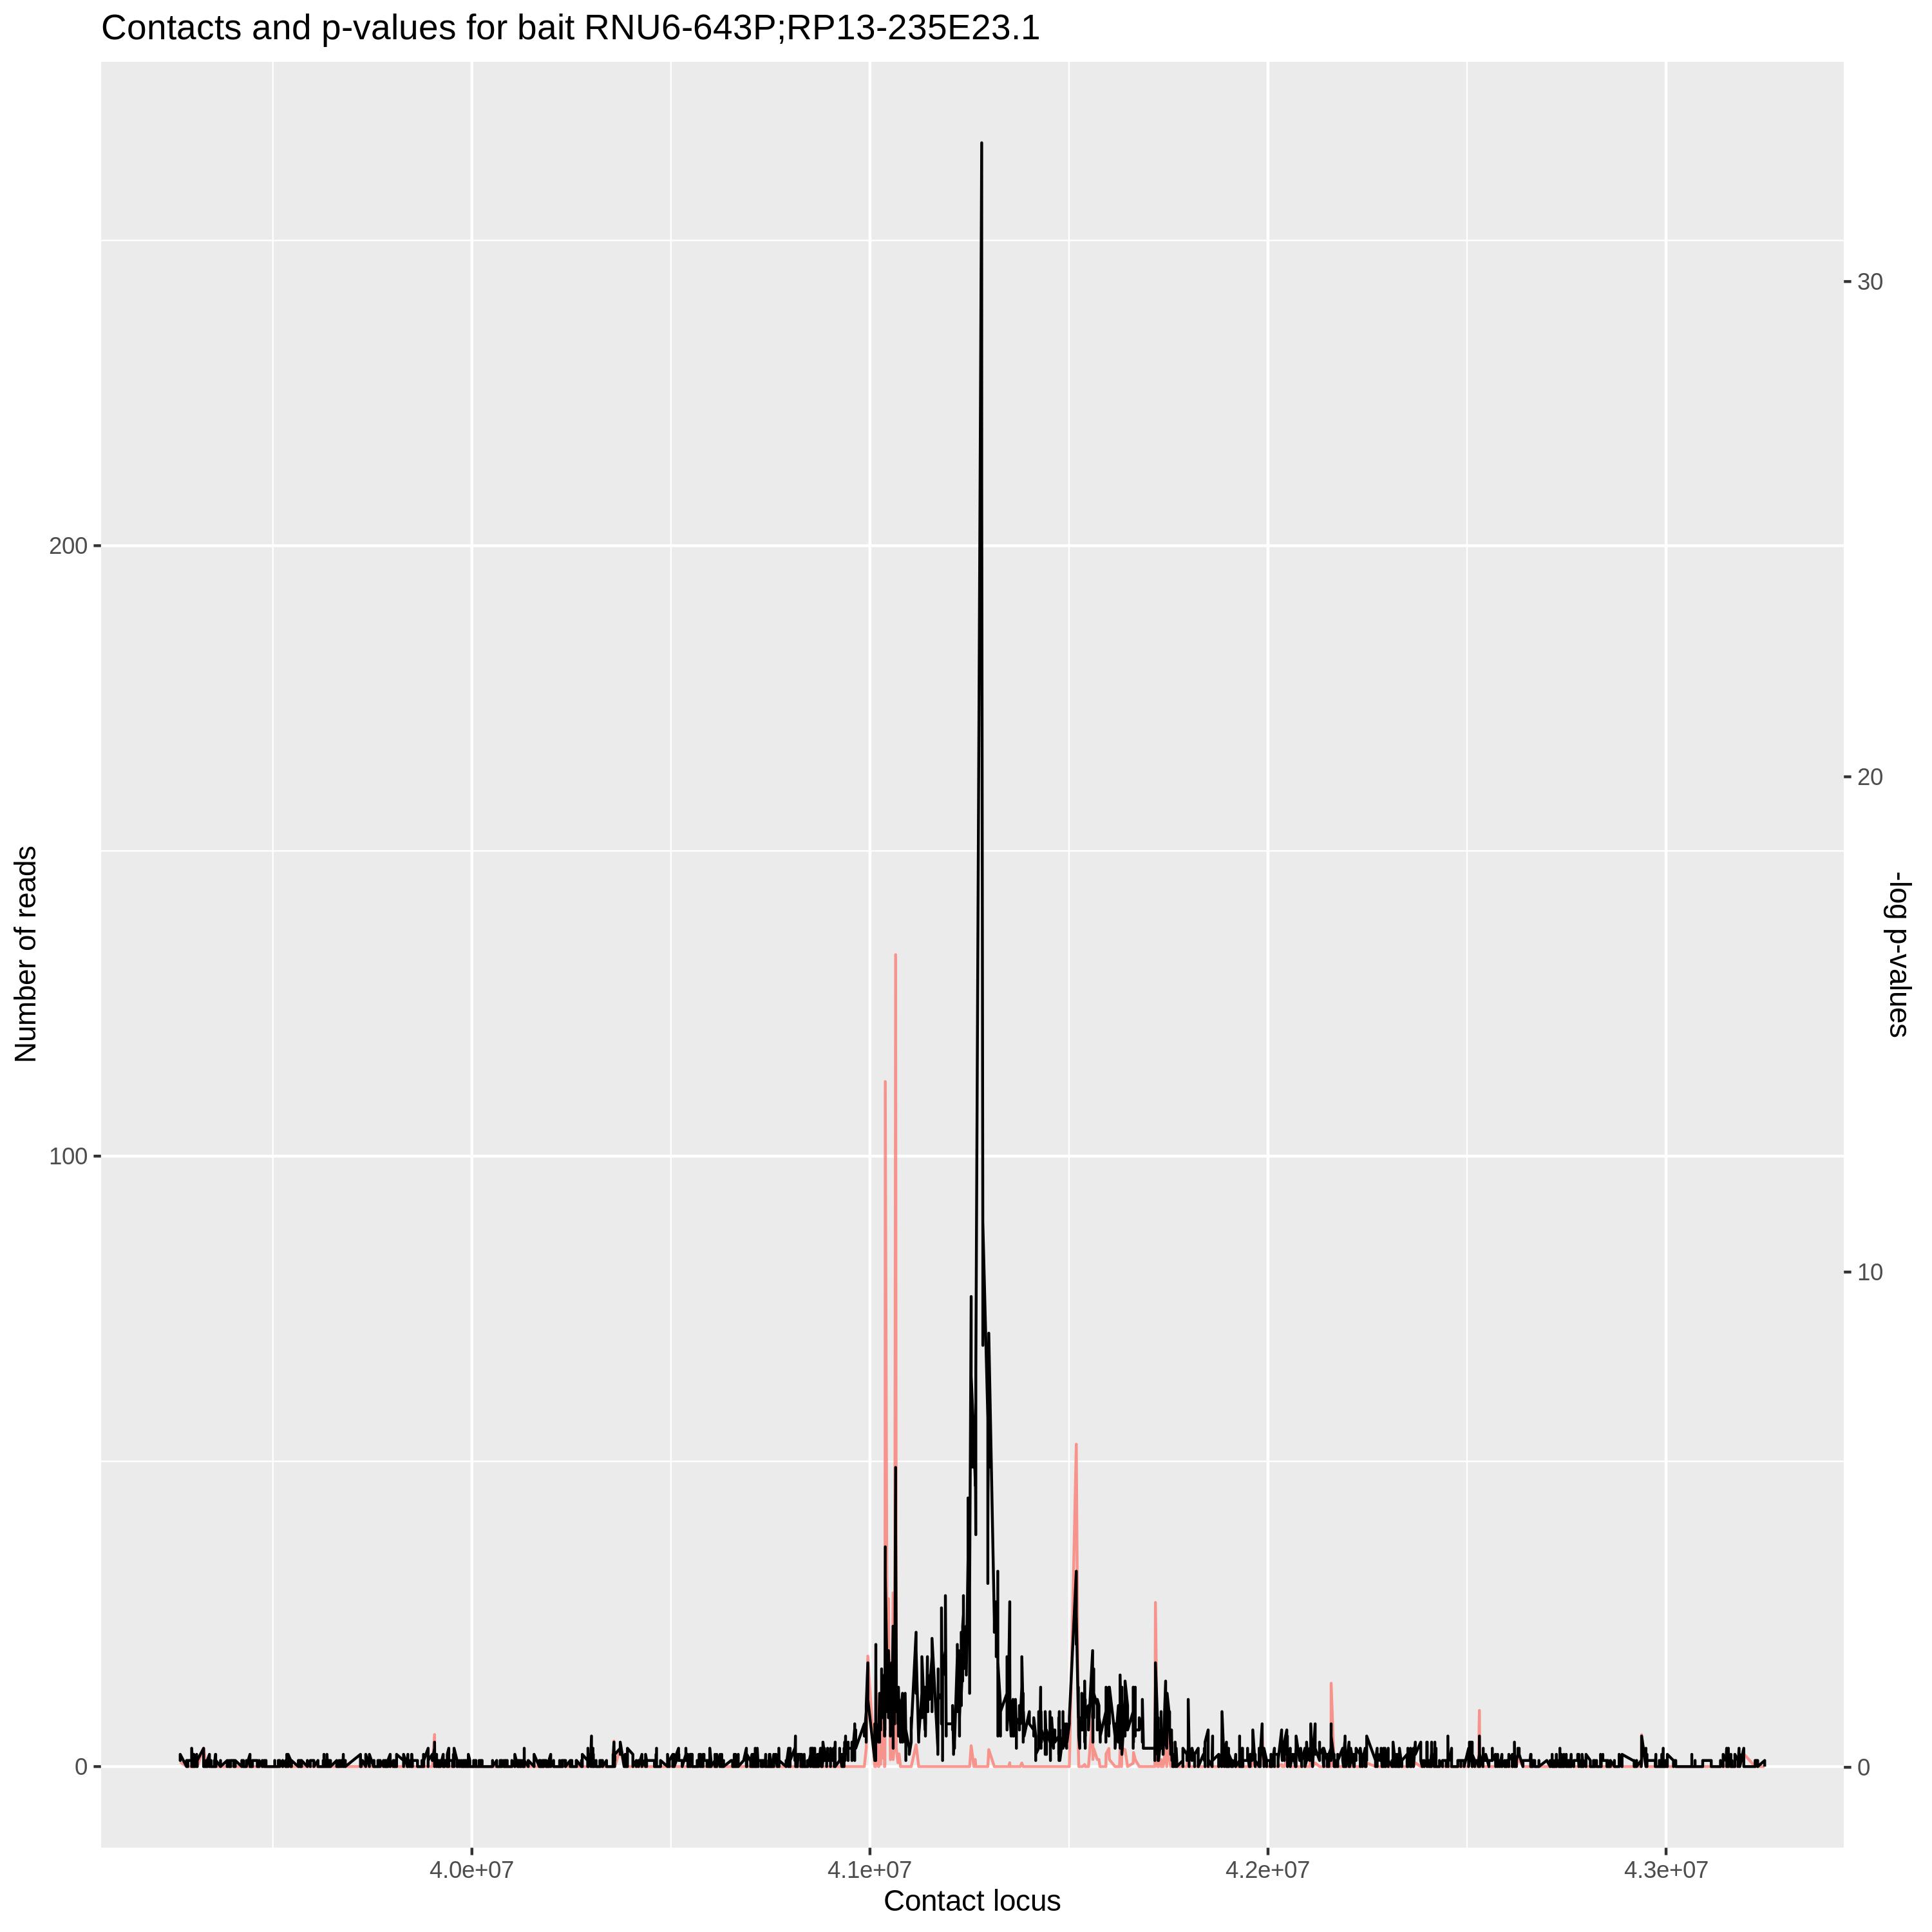 Contacts and p-values for bait RNU6-643P;RP13-235E23.1
Number of reads
200
100
0
30
20
10
0
-log p-values
4.0e+07
4.1e+07
4.2e+07
4.3e+07
Contact locus